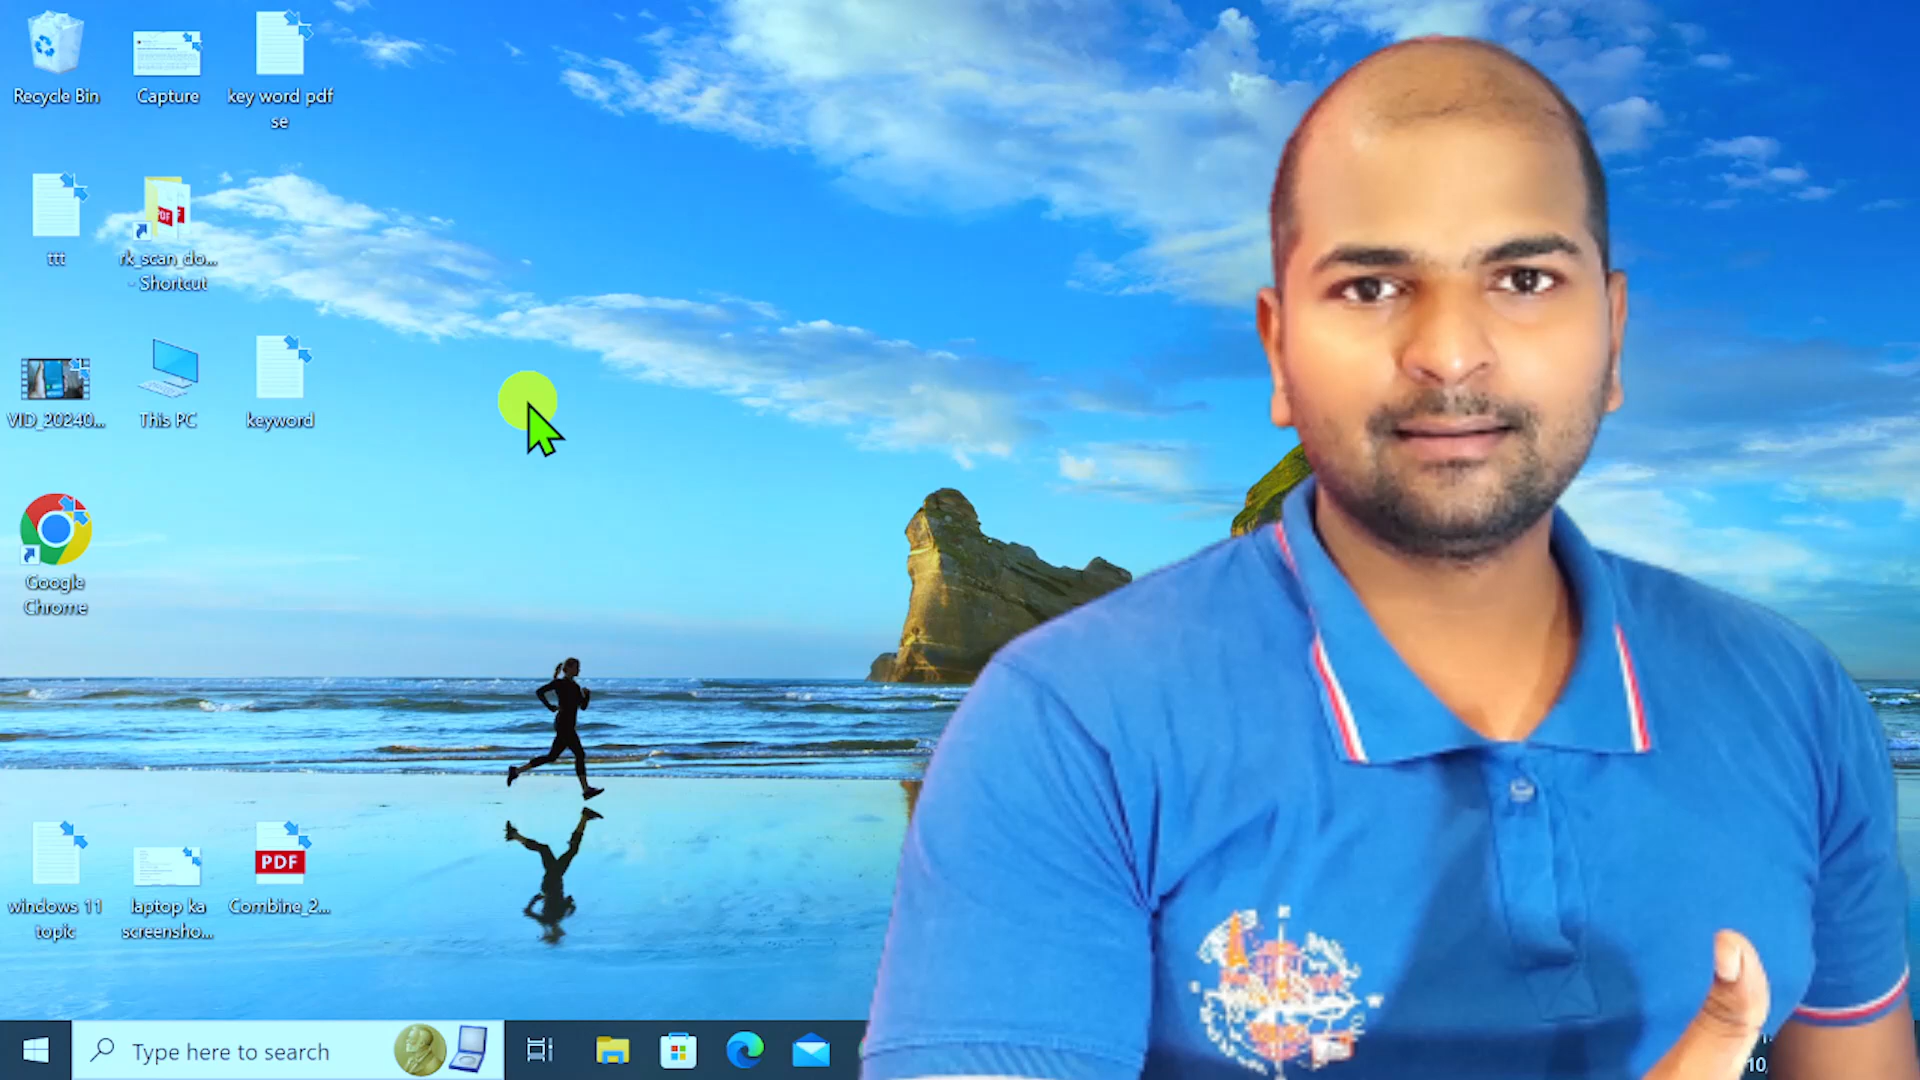 Recycle Bin
Capture
key word pdf
se
ttt
rk_scan_do...
- Shortcut
VID_20240...
This PC
keyword
Google
Chrome
windows 11
topic
laptop ka
screensho...
PDF
Combine_2...
Type here to search
10,